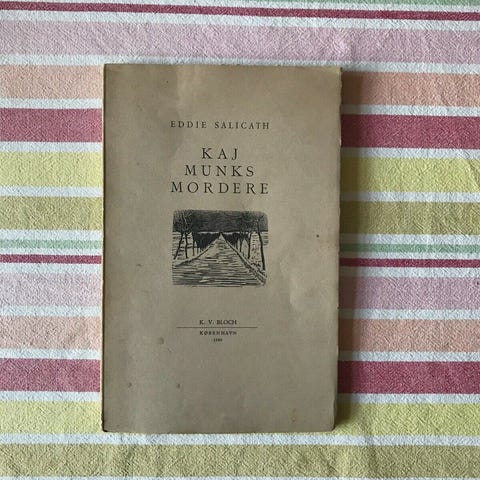 EDDIE SALICATH
KAJ
MUNKS
MORDERE
K. V. BLOCH
KØBENHAVN